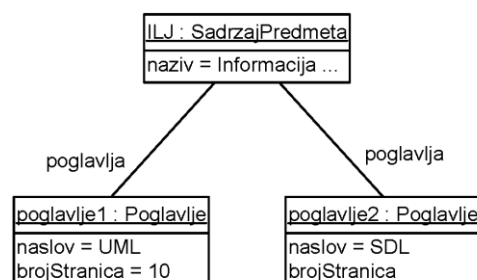 ILJ : SadrzajPredmeta
naziv = Informacija ...
poglavlja
poglavlja
poglavlje1 : Poglavlje
naslov = UML
brojStranica = 10
poglavlje2 : Poglavlje
naslov = SDL
brojStranica